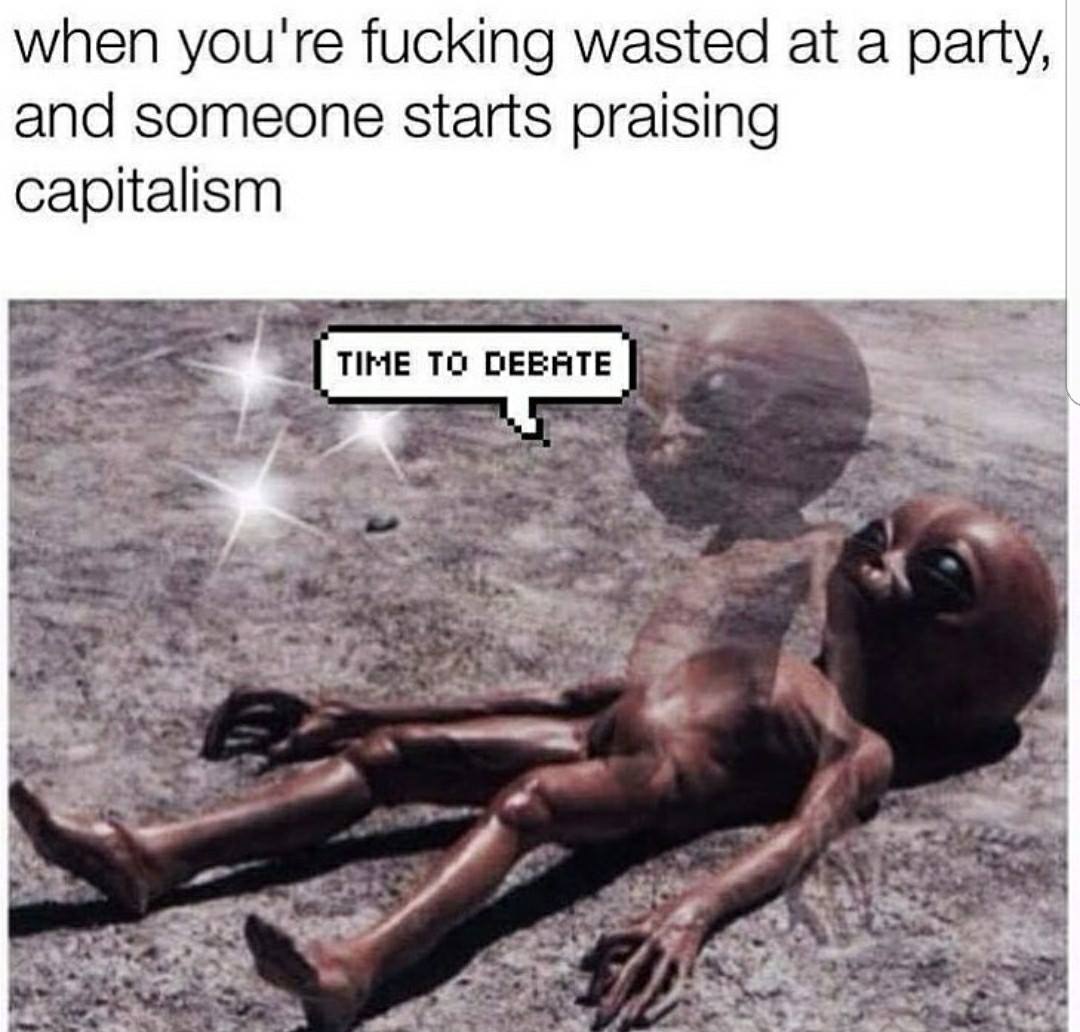 when you're fucking wasted at a party,
and someone starts praising
capitalism
TIME TO DEBATE